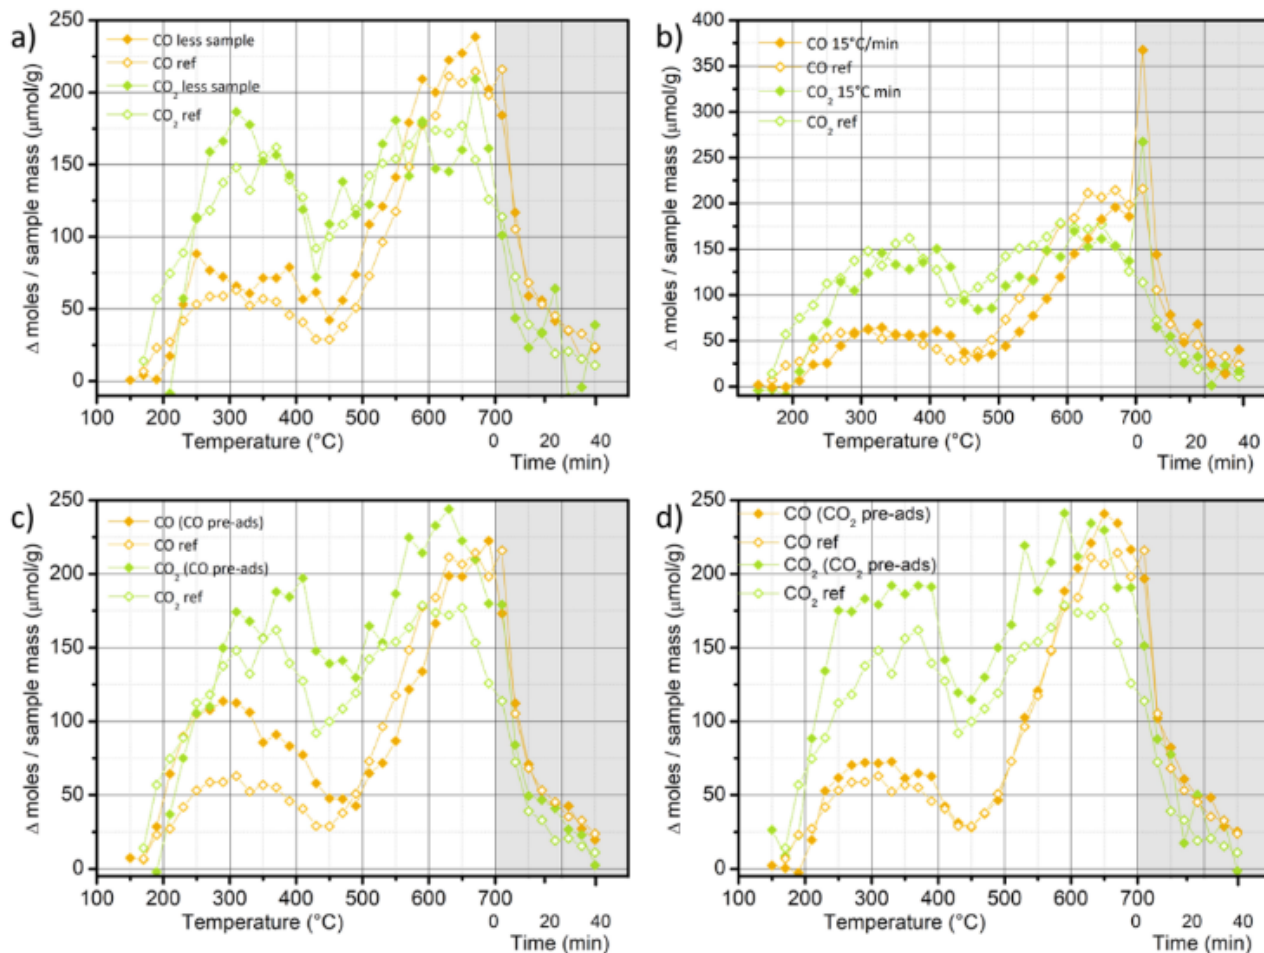 a)
CO less sample
CO ref
CO₂ less sample
CO₂ ref
Δ moles / sample mass (μmol/g)
250
200
150
100
50
0
100 200 300 400 500 600 700
0 20 40
Temperature (°C)
Time (min)
b)
CO 15°C/min
CO ref
CO₂ 15°C min
CO₂ ref
Δ moles / sample mass (μmol/g)
400
350
300
250
200
150
100
50
0
200 300 400 500 600 700
0 20 40
Temperature (°C)
Time (min)
c)
CO (CO pre-ads)
CO ref
CO₂ (CO pre-ads)
CO₂ ref
Δ moles / sample mass (μmol/g)
250
200
150
100
50
0
100 200 300 400 500 600 700
0 20 40
Temperature (°C)
Time (min)
d)
CO (CO₂ pre-ads)
CO ref
CO₂ (CO₂ pre-ads)
CO₂ ref
Δ moles / sample mass (μmol/g)
250
200
150
100
50
0
100 200 300 400 500 600 700
0 20 40
Temperature (°C)
Time (min)